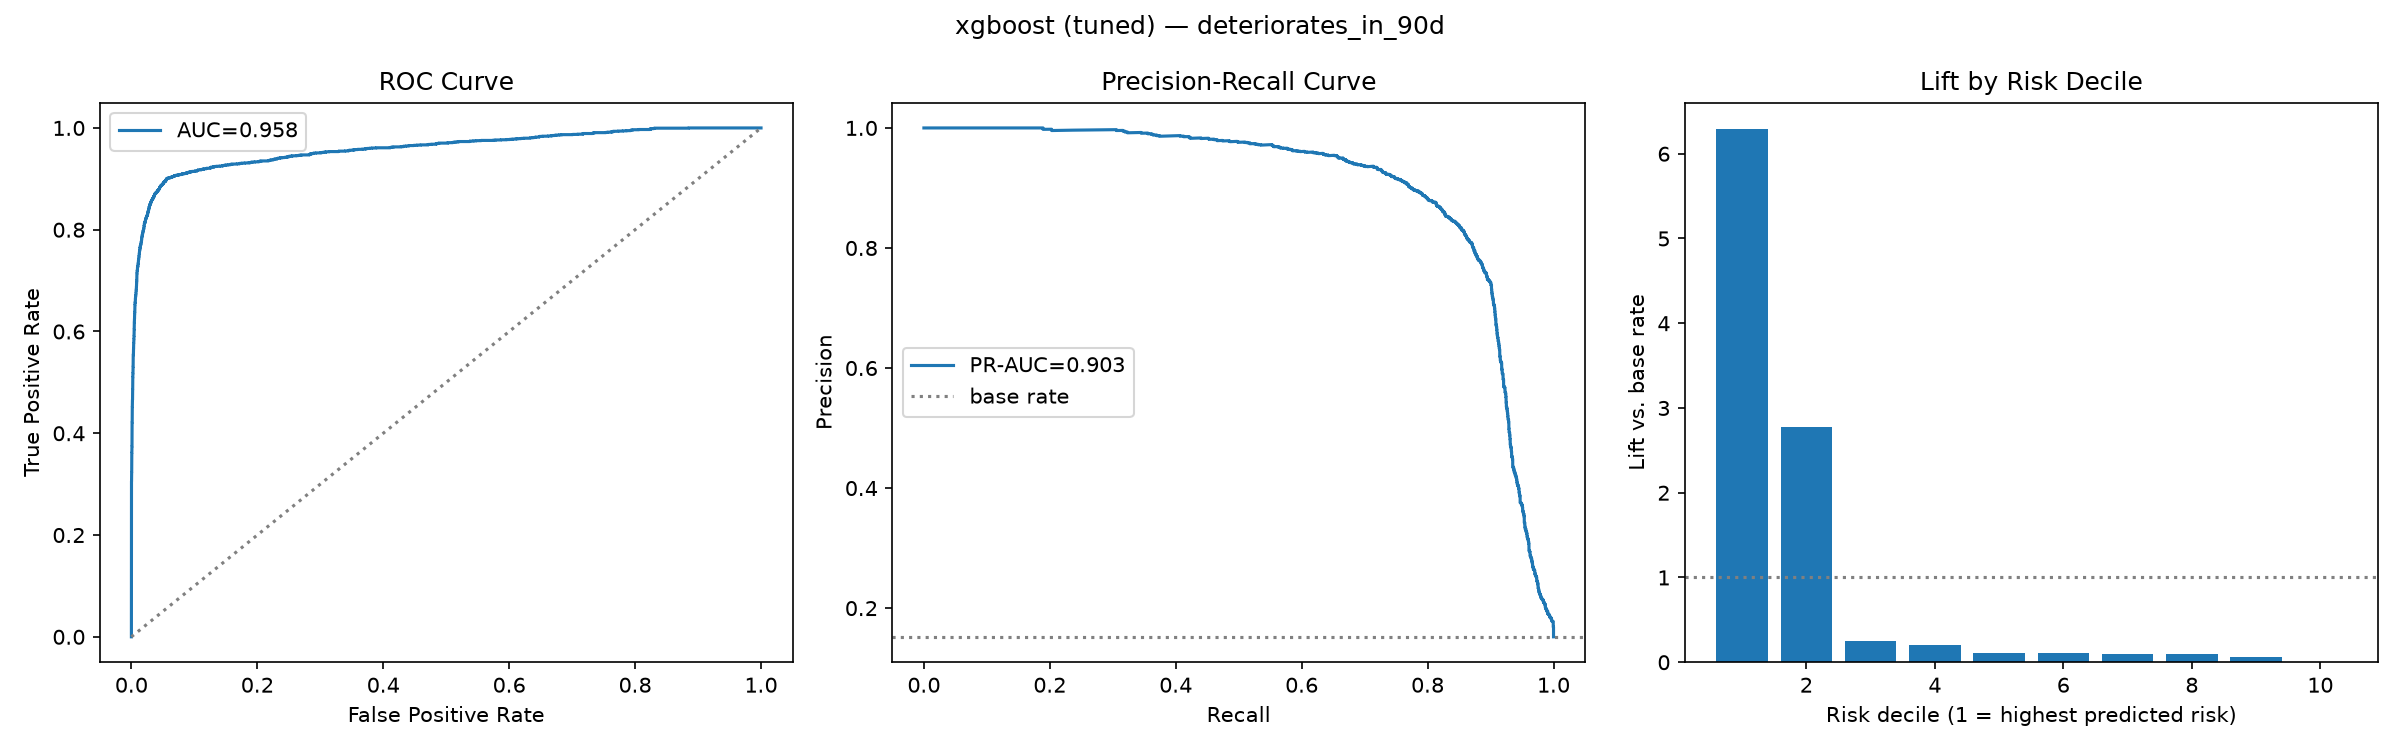 xgboost (tuned) — deteriorates_in_90d
ROC Curve
AUC=0.958
True Positive Rate
1.0
0.8
0.6
0.4
0.2
0.0
0.0 0.2 0.4 0.6 0.8 1.0
False Positive Rate
Precision-Recall Curve
PR-AUC=0.903
base rate
Precision
1.0
0.8
0.6
0.4
0.2
0.0 0.2 0.4 0.6 0.8 1.0
Recall
Lift by Risk Decile
Lift vs. base rate
6
5
4
3
2
1
0
2 4 6 8 10
Risk decile (1 = highest predicted risk)